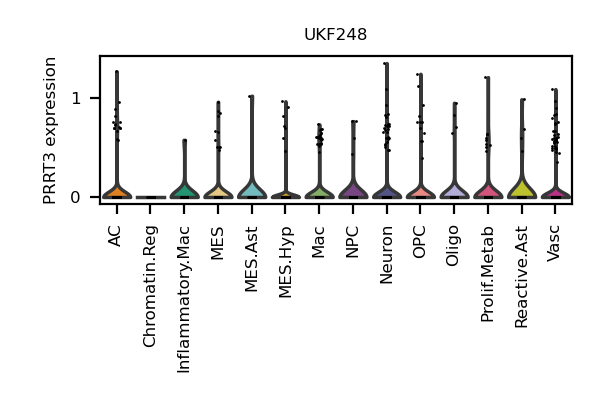 UKF248
PRRT3 expression
1
0
AC
Chromatin.Reg
Inflammatory.Mac
MES
MES.Ast
MES.Hyp
Mac
NPC
Neuron
OPC
Oligo
Prolif.Metab
Reactive.Ast
Vasc